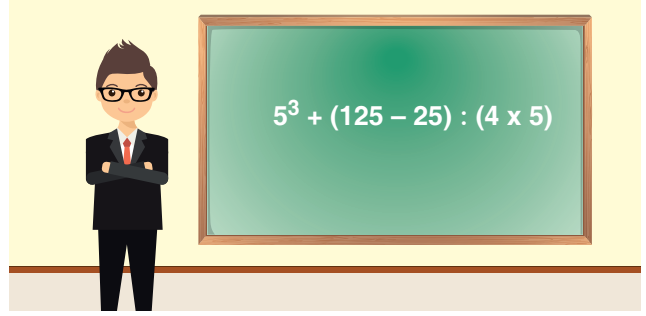 5³ + (125 – 25) : (4 x 5)